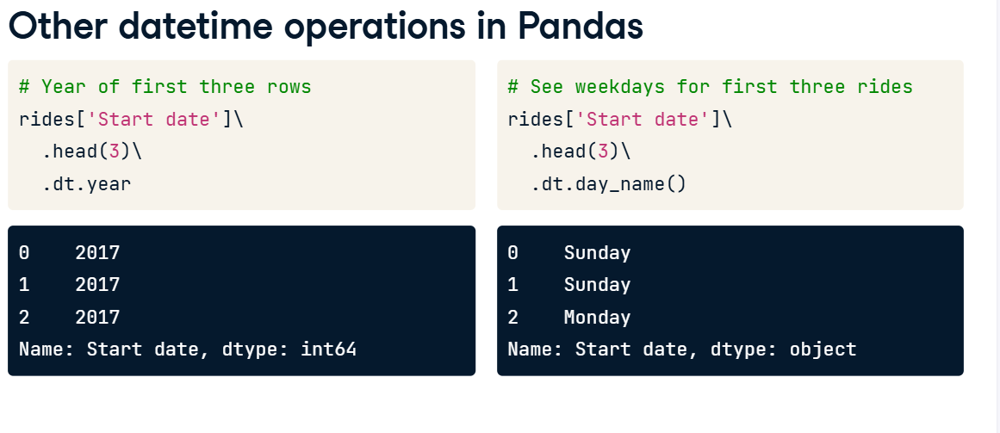 Other datetime operations in Pandas
# Year of first three rows
rides['Start date']\
  .head(3)\
  .dt.year
0    2017
1    2017
2    2017
Name: Start date, dtype: int64
# See weekdays for first three rides
rides['Start date']\
  .head(3)\
  .dt.day_name()
0    Sunday
1    Sunday
2    Monday
Name: Start date, dtype: object